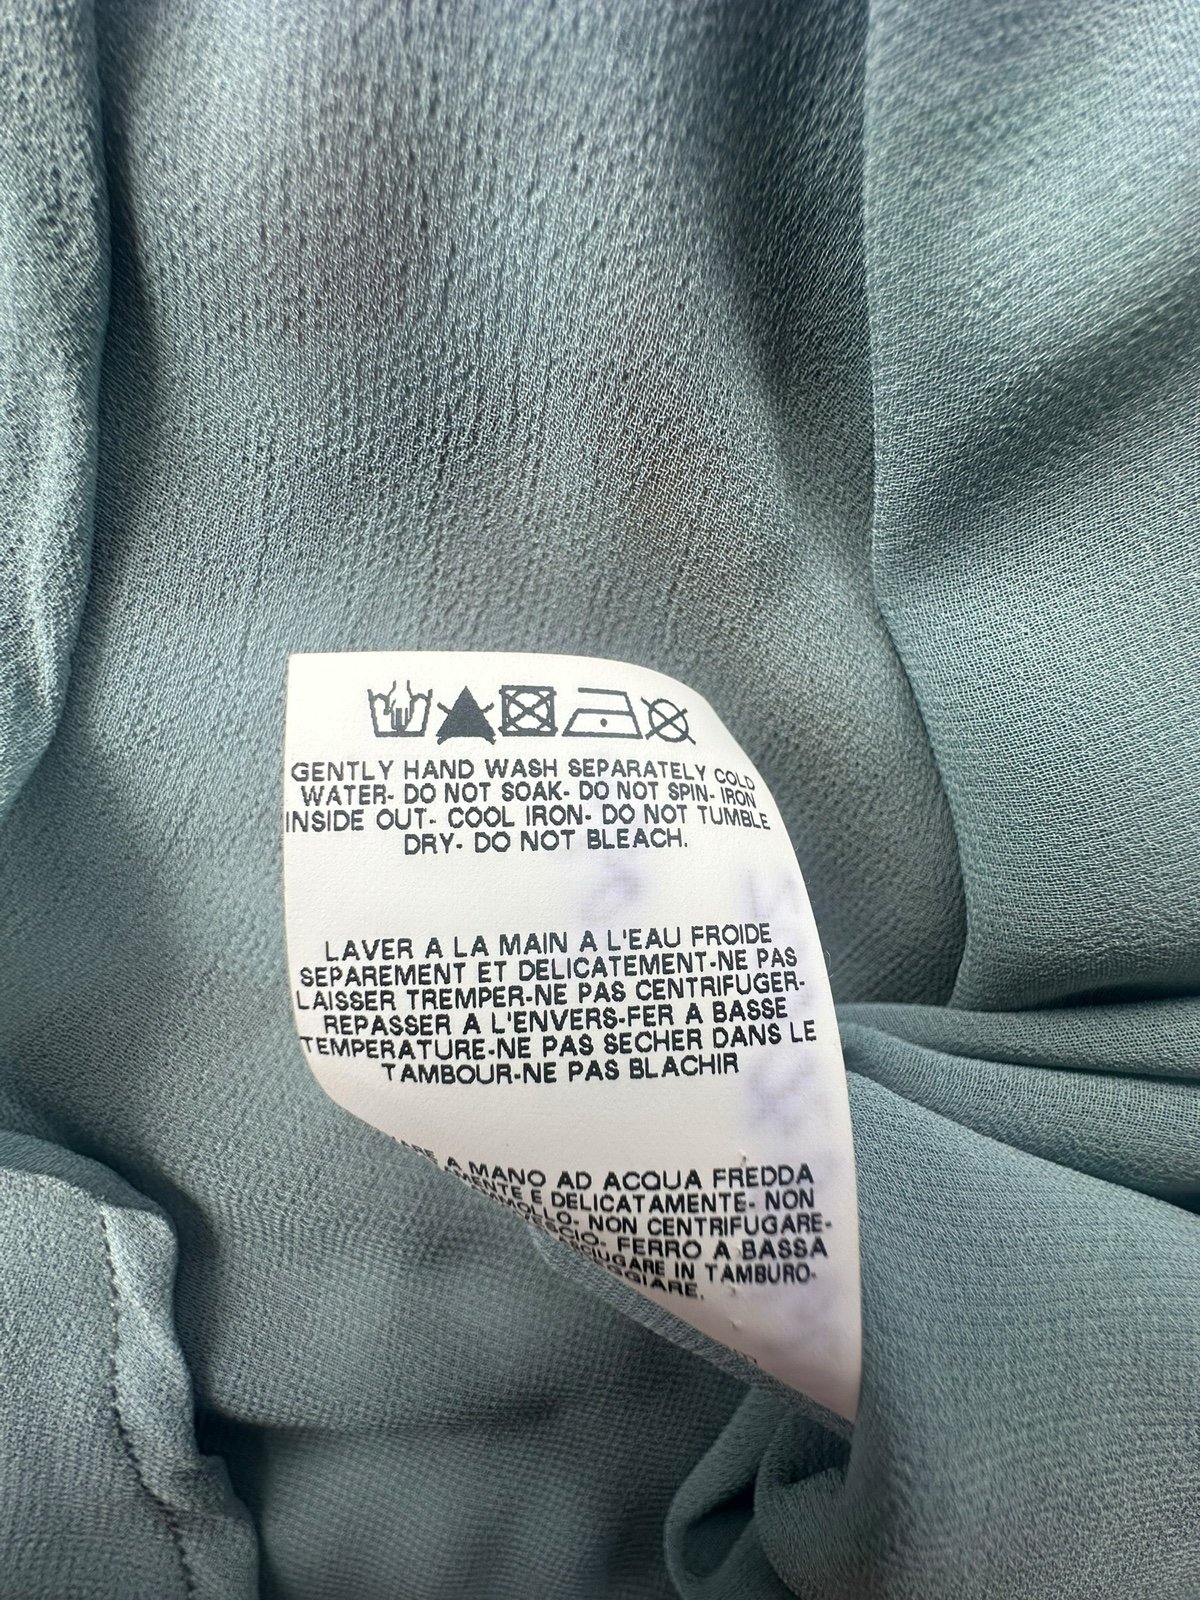 GENTLY HAND WASH SEPARATELY COLD
WATER- DO NOT SOAK- DO NOT SPIN- IRON
INSIDE OUT- COOL IRON- DO NOT TUMBLE
DRY- DO NOT BLEACH.
LAVER A LA MAIN A L'EAU FROIDE
SEPAREMENT ET DELICATEMENT-NE PAS
LAISSER TREMPER-NE PAS CENTRIFUGER-
REPASSER A L'ENVERS-FER A BASSE
TEMPERATURE-NE PAS SECHER DANS LE
TAMBOUR-NE PAS BLACHIR
A MANO AD ACQUA FREDDA
E DELICATAMENTE- NON
NON CENTRIFUGARE-
FERRO A BASSA
IN TAMBURO-